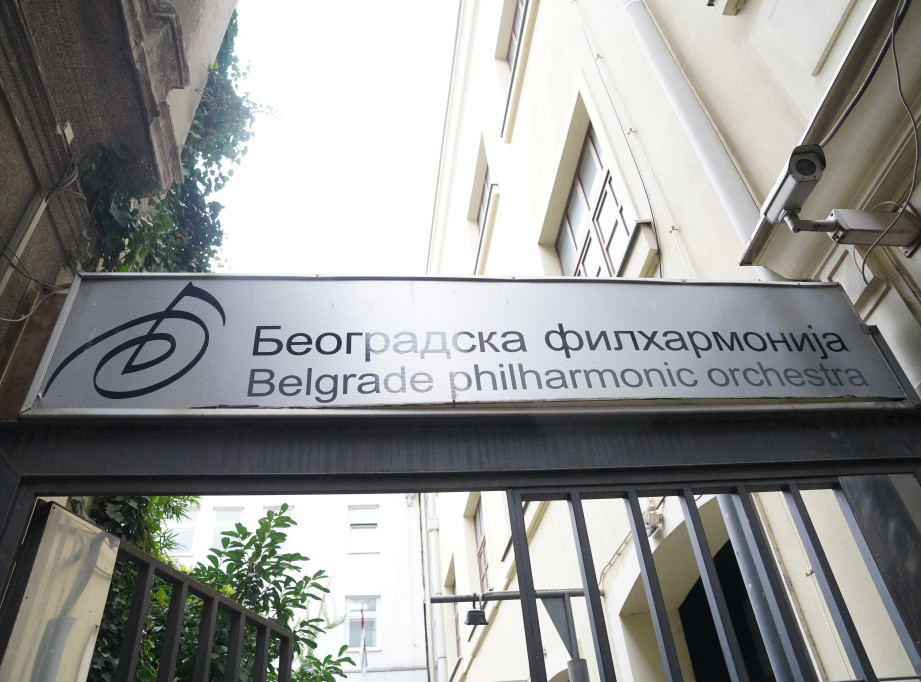 Београдска филхармонија
Belgrade philharmonic orchestra